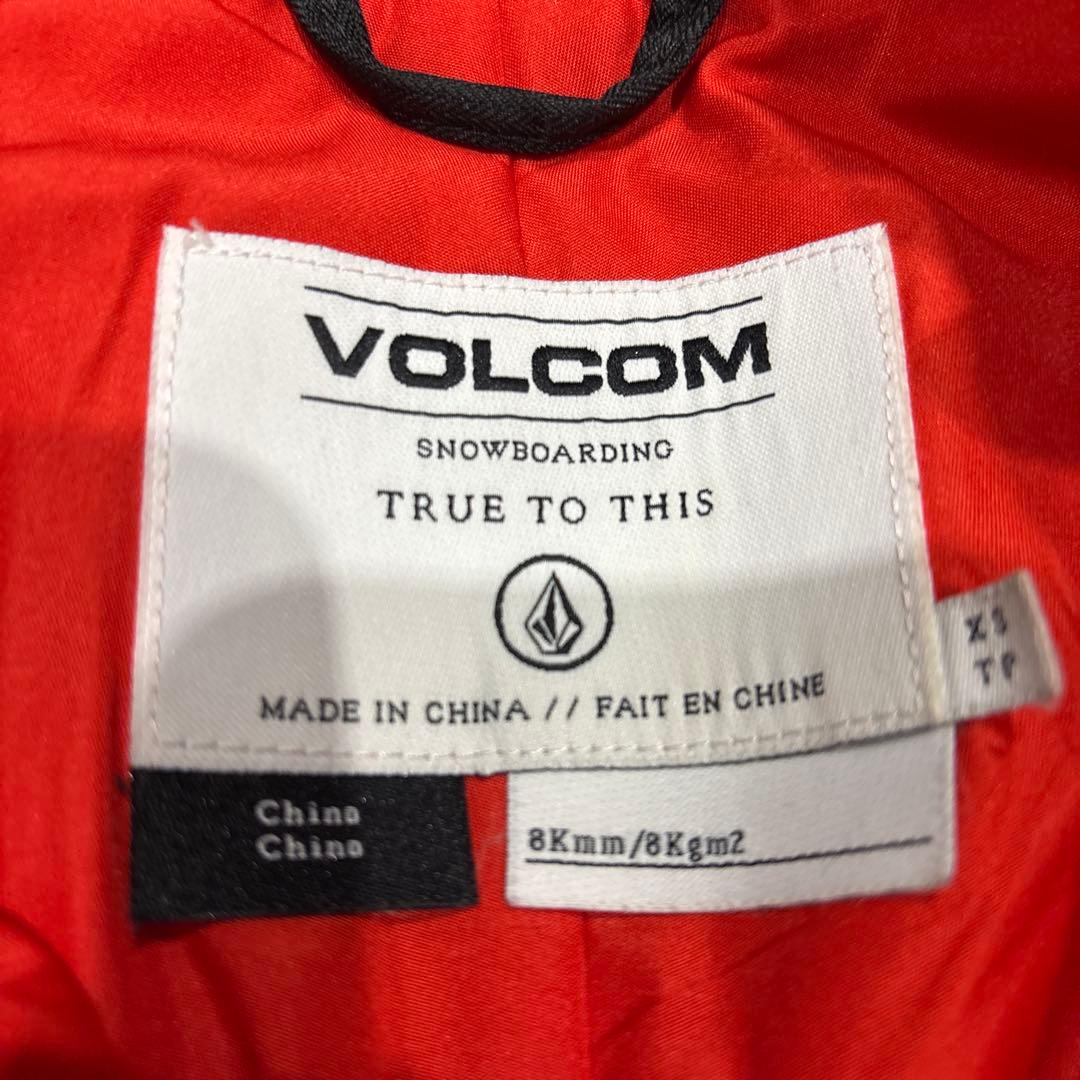 VOLCOM
SNOWBOARDING
TRUE TO THIS
MADE IN CHINA // FAIT EN CHINE
XS
TP
China
China
8Kmm/8Kgm2